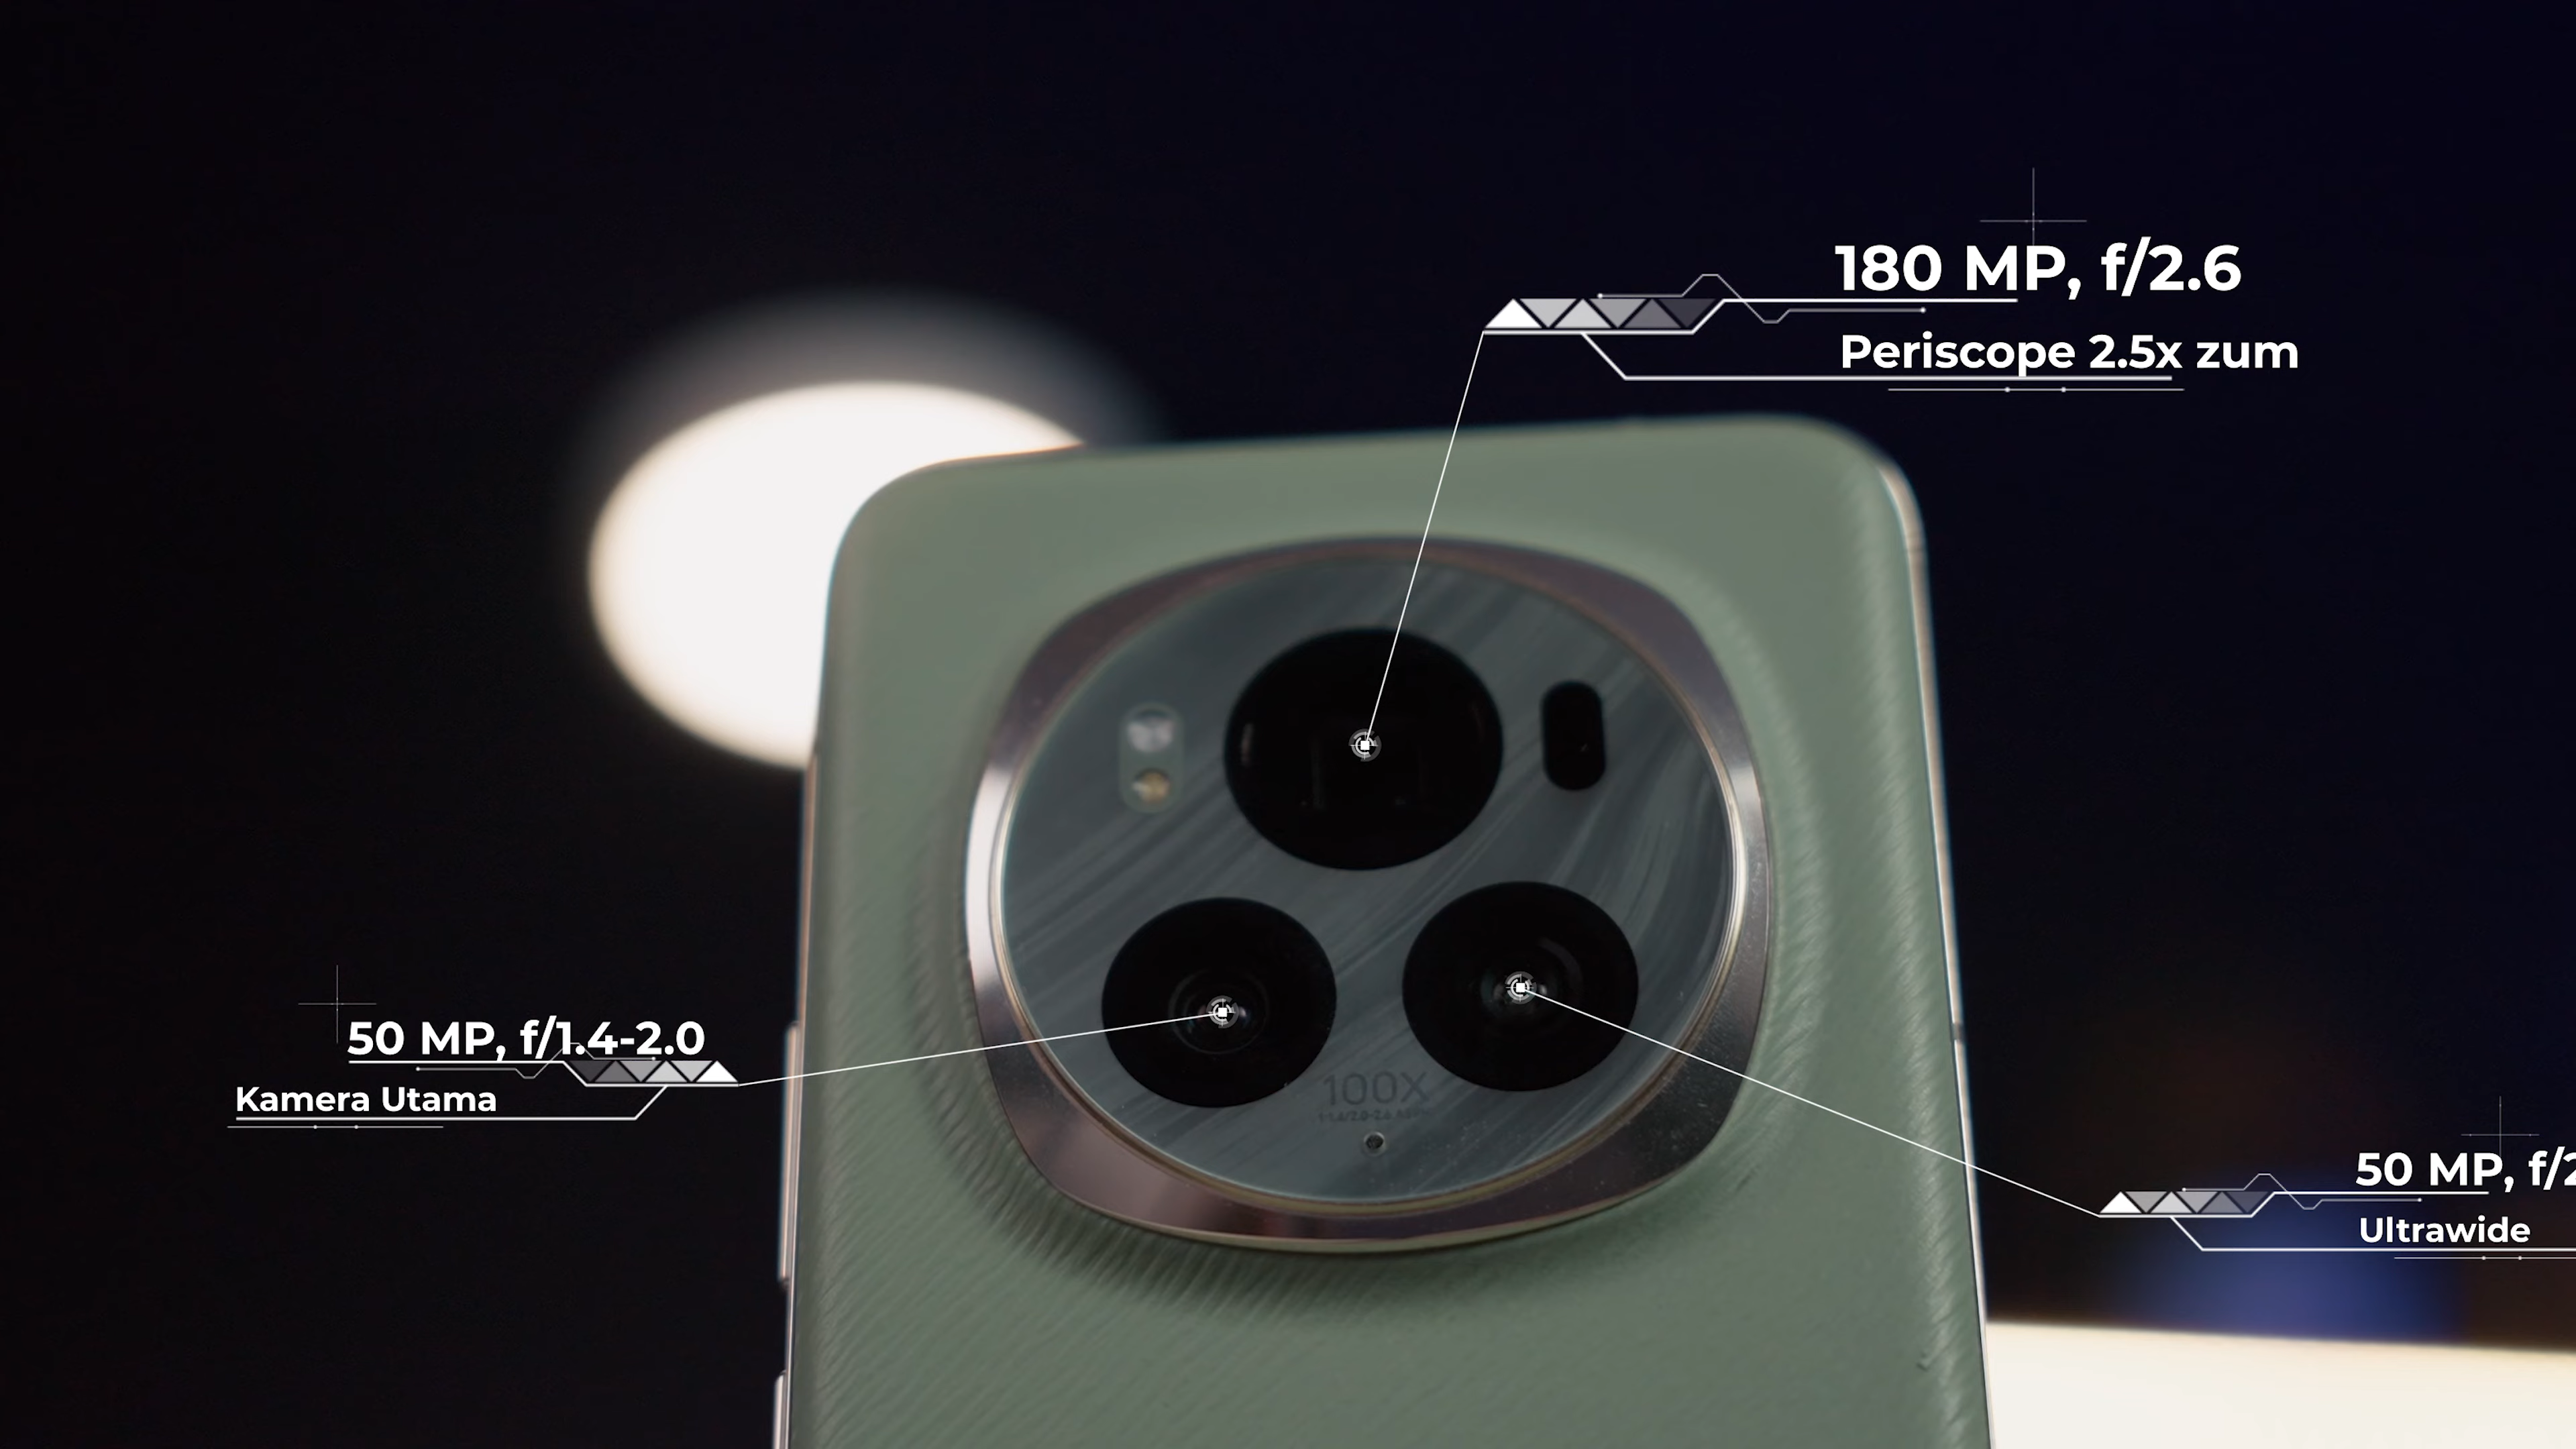 180 MP, f/2.6
Periscope 2.5x zum
50 MP, f/1.4-2.0
Kamera Utama
100X
50 MP, f/2
Ultrawide